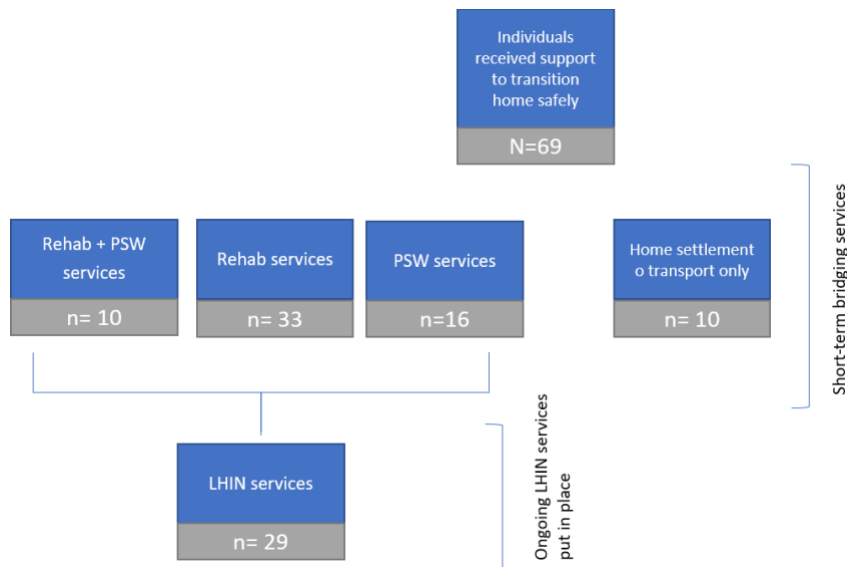 Individuals
received support
to transition
home safely
N=69
Rehab + PSW
services
n= 10
Rehab services
n= 33
PSW services
n=16
Home settlement
o transport only
n= 10
Short-term bridging services
LHIN services
n= 29
Ongoing LHIN services
put in place